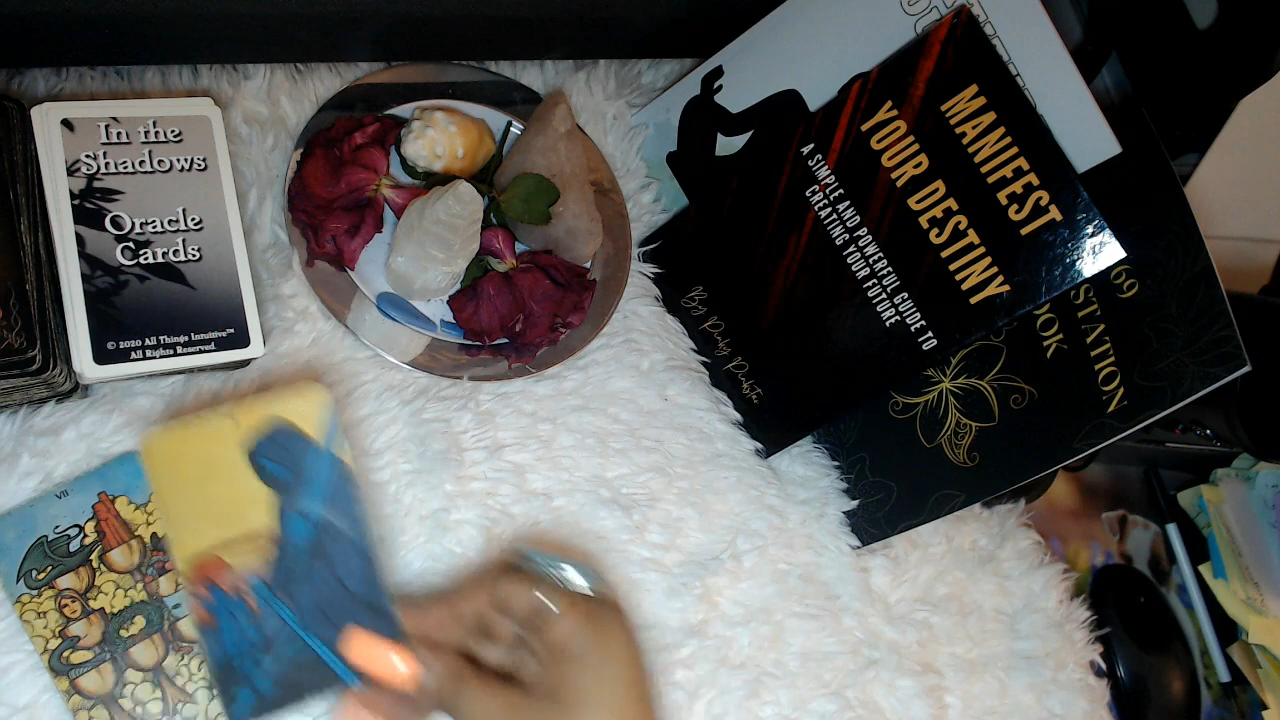 In the
Shadows
Oracle
Cards
© 2020 All Things Intuitive™
All Rights Reserved
MANIFEST
YOUR DESTINY
A SIMPLE AND POWERFUL GUIDE TO
CREATING YOUR FUTURE
By
69
STATION
OOK
VII